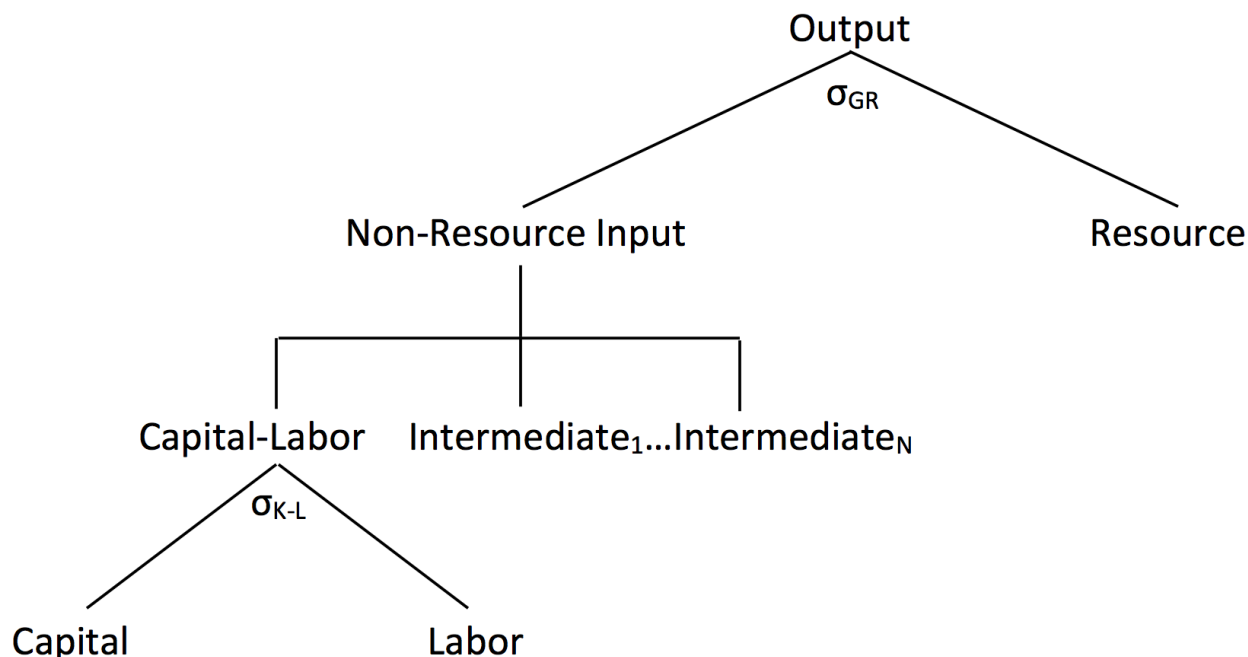 Output
σGR
Non-Resource Input
Resource
Capital-Labor
Intermediate1...IntermediateN
σK-L
Capital
Labor